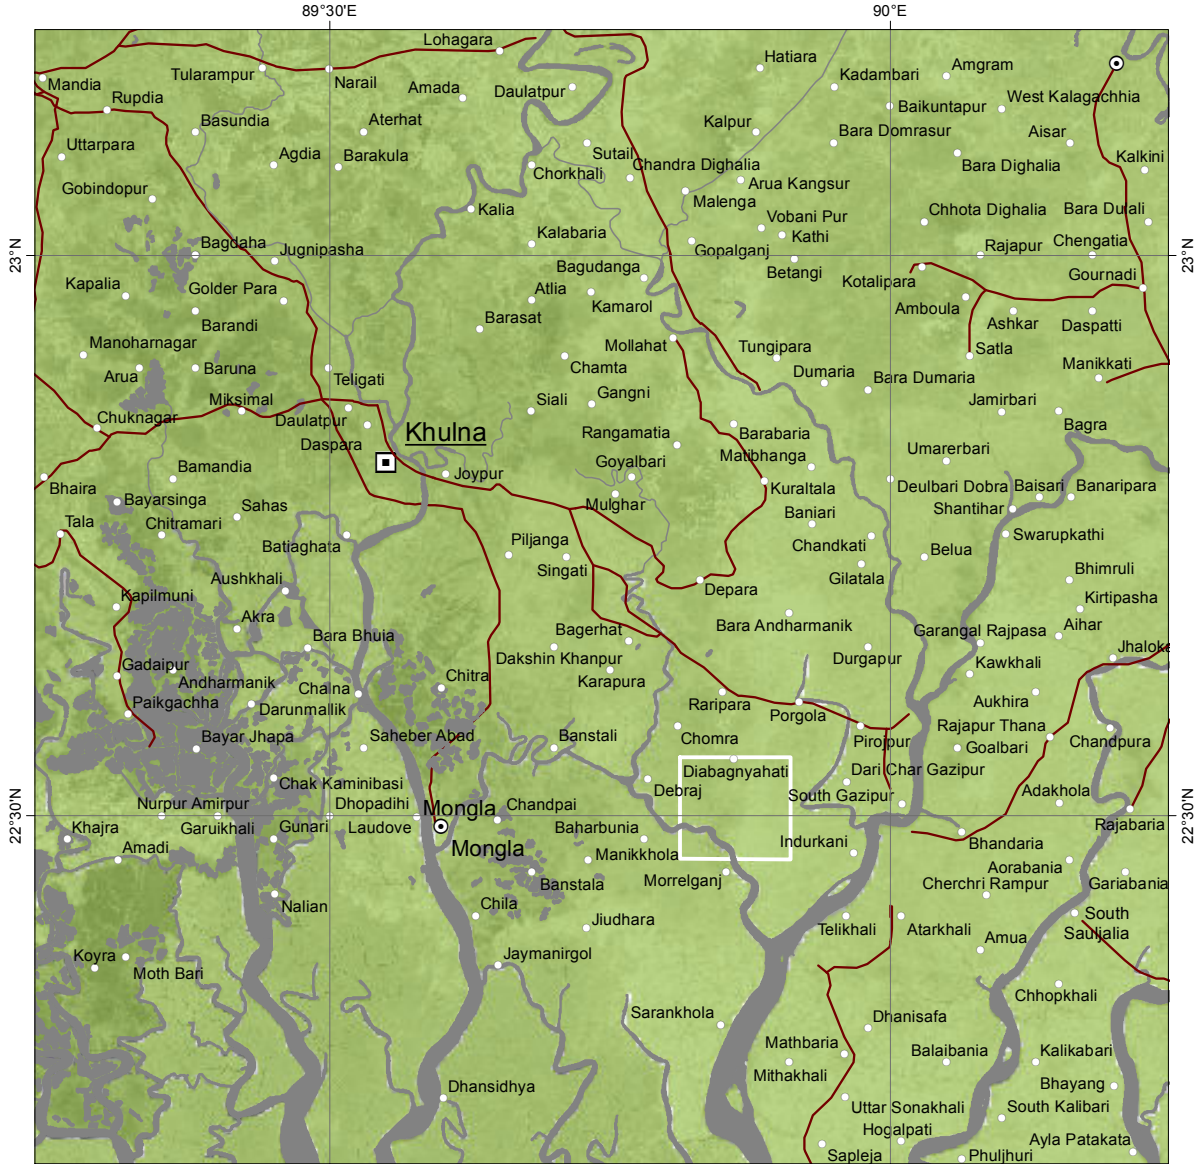 89°30'E
90°E
Lohagara
Hatiara
Amgram
Tularampur
Narail
Kadambari
Mandia
Amada
Daulatpur
Rupdia
Baikuntapur
West Kalagachhia
Basundia
Aterhat
Kalpur
Bara Domrasur
Aisar
Uttarpara
Agdia
Barakula
Sutail
Chandra Dighalia
Bara Dighalia
Kalkini
Gobindopur
Chorkhali
Arua Kangsur
Malenga
Kalia
Vobani Pur
Chhota Dighalia
Bara Dulali
Bagdaha
Jugnipasha
Kalabaria
Gopalganj
Kathi
Rajapur
Chengatia
23°N
23°N
Bagudanga
Betangi
Kotalipara
Gournadi
Kapalia
Golder Para
Atlia
Kamarol
Amboula
Barandi
Barasat
Ashkar
Daspatti
Manoharnagar
Mollahat
Tungipara
Satla
Arua
Baruna
Teligati
Chamta
Dumaria
Bara Dumaria
Manikkati
Miksimal
Siali
Gangni
Jamirbari
Chuknagar
Daulatpur
Daspara
Khulna
Rangamatia
Barabaria
Bagra
Matibhanga
Umarerbari
Bamandia
Joypur
Goyalbari
Bhaira
Kuraltala
Deulbari Dobra
Baisari
Banaripara
Bayarsinga
Sahas
Mulghar
Shantihar
Tala
Chitramari
Batiaghata
Baniari
Piljanga
Chandkati
Swarupkathi
Singati
Belua
Gilatala
Aushkhali
Bhimruli
Kapilmuni
Depara
Kirtipasha
Akra
Bara Bhuia
Bagerhat
Bara Andharmanik
Garangal Rajpasa
Aihar
Dakshin Khanpur
Durgapur
Kawkhali
Jhaloka
Gadaipur
Andharmanik
Chalna
Chitra
Karapura
Raripara
Aukhira
Paikgachha
Darunmallik
Porgola
Rajapur Thana
Bayar Jhapa
Saheber Abad
Banstali
Chomra
Pirojpur
Goalbari
Chandpura
Diabagnyahati
Dari Char Gazipur
Chak Kaminibasi
Debraj
South Gazipur
Adakhola
Nurpur Amirpur
Dhopadihi
Mongla
Chandpai
22°30'N
22°30'N
Khajra
Garuikhali
Gunari
Laudove
Baharbunia
Rajabaria
Amadi
Mongla
Manikkhola
Indurkani
Bhandaria
Aorabania
Banstala
Morrelganj
Cherchri Rampur
Gariabania
Nalian
Chila
Jiudhara
Telikhali
Atarkhali
South
Sauljalia
Amua
Koyra
Moth Bari
Jaymanirgol
Chhopkhali
Sarankhola
Dhanisafa
Mathbaria
Balaibania
Kalikabari
Mithakhali
Bhayang
Dhansidhya
Uttar Sonakhali
South Kalibari
Hogalpati
Ayla Patakata
Sapleja
Phuljhuri